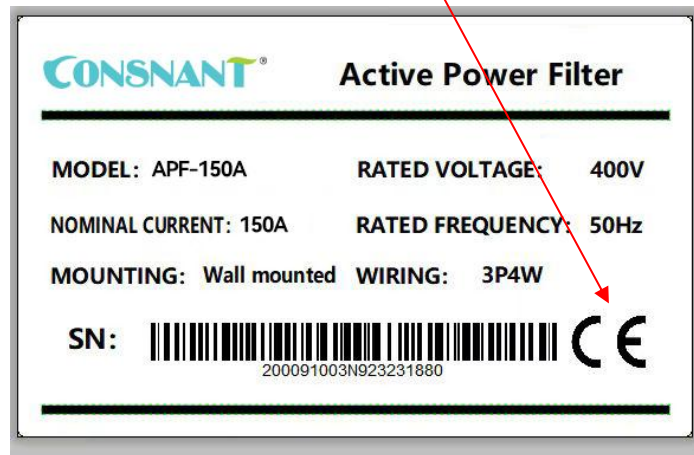 CONSNANT® Active Power Filter
MODEL: APF-150A RATED VOLTAGE: 400V
NOMINAL CURRENT: 150A RATED FREQUENCY: 50Hz
MOUNTING: Wall mounted WIRING: 3P4W
SN: CE
200091003N923231880